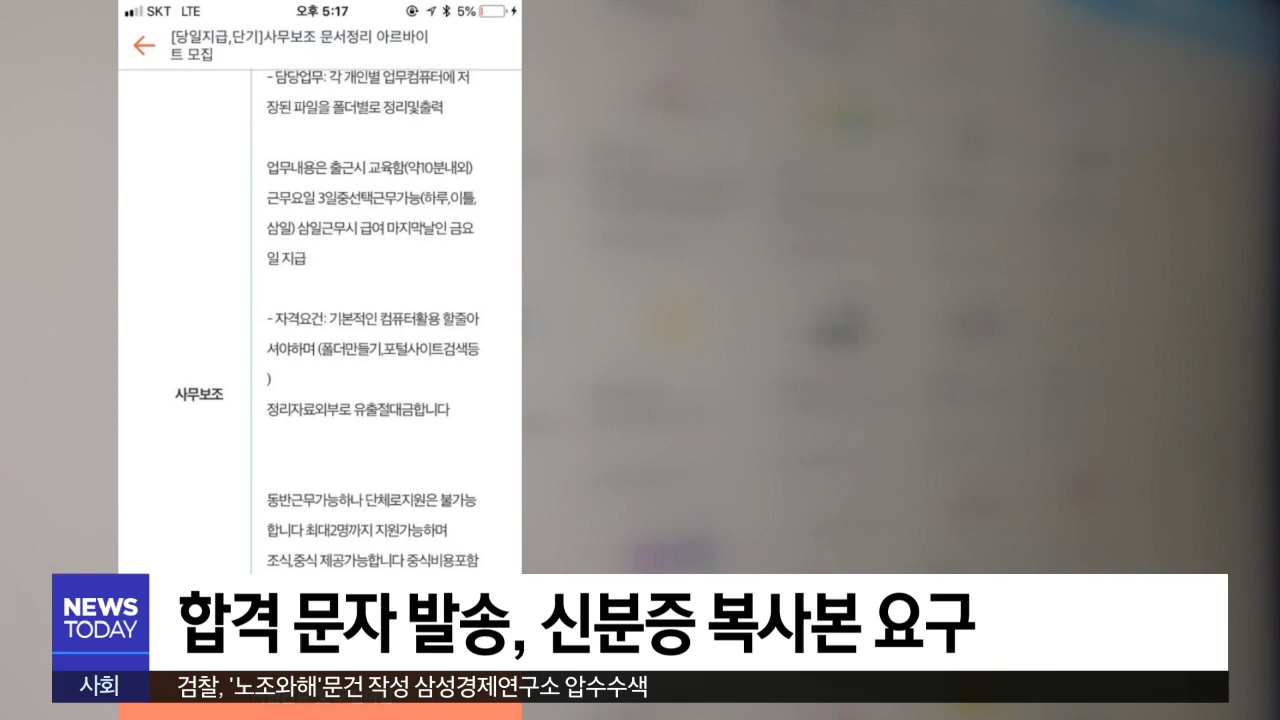 SKT LTE 오후 5:17 5%
[당일지급,단기]사무보조 문서정리 아르바이
트 모집
- 담당업무: 각 개인별 업무컴퓨터에 저
장된 파일을 폴더별로 정리및출력
업무내용은 출근시 교육함(약10분내외)
근무요일 3일중선택근무가능(하루,이틀,
삼일) 삼일근무시 급여 마지막날인 금요
일 지급
- 자격요건: 기본적인 컴퓨터활용 할줄아
셔야하며 (폴더만들기,포털사이트검색등
)
사무보조
정리자료외부로 유출절대금합니다
동반근무가능하나 단체로지원은 불가능
합니다 최대2명까지 지원가능하며
조식,중식 제공가능합니다 중식비용포함
NEWS
TODAY
합격 문자 발송, 신분증 복사본 요구
사회
검찰, '노조와해'문건 작성 삼성경제연구소 압수수색